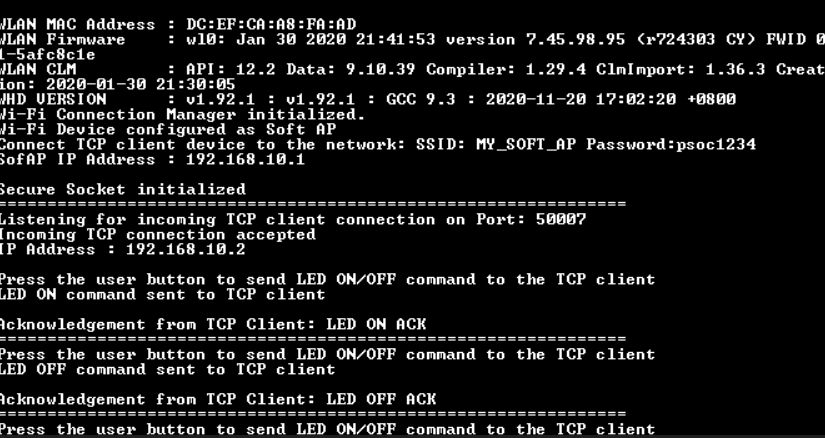 WLAN MAC Address : DC:EF:CA:A8:FA:AD
WLAN Firmware    : wl0: Jan 30 2020 21:41:53 version 7.45.98.95 (r724303 CY) FWID 0
1-5afc8c1e
WLAN CLM         : API: 12.2 Data: 9.10.39 Compiler: 1.29.4 ClmImport: 1.36.3 Creat
ion: 2020-01-30 21:30:05
WHD VERSION      : v1.92.1 : v1.92.1 : GCC 9.3 : 2020-11-20 17:02:20 +0800
Wi-Fi Connection Manager initialized.
Wi-Fi Device configured as Soft AP
Connect TCP client device to the network: SSID: MY_SOFT_AP Password:psoc1234
SofAP IP Address : 192.168.10.1
Secure Socket initialized
===============================================================
Listening for incoming TCP client connection on Port: 50007
Incoming TCP connection accepted
IP Address : 192.168.10.2
Press the user button to send LED ON/OFF command to the TCP client
LED ON command sent to TCP client
Acknowledgement from TCP Client: LED ON ACK
===============================================================
Press the user button to send LED ON/OFF command to the TCP client
LED OFF command sent to TCP client
Acknowledgement from TCP Client: LED OFF ACK
===============================================================
Press the user button to send LED ON/OFF command to the TCP client